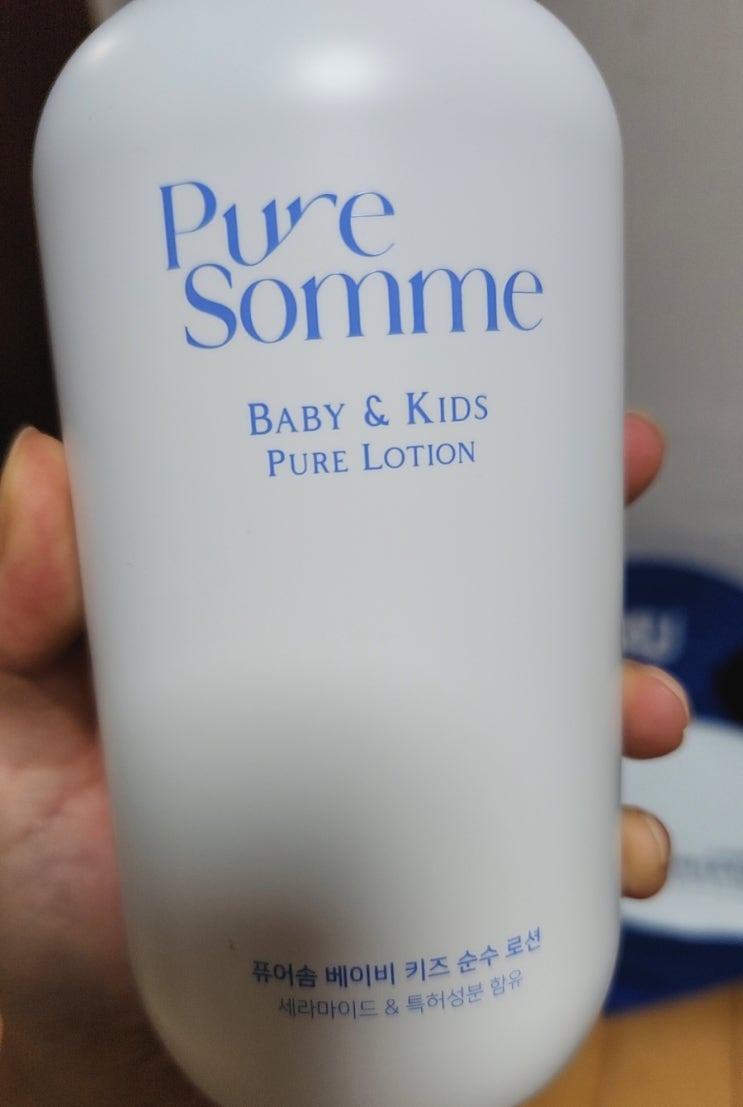 Pure
Somme
BABY & KIDS
PURE LOTION
퓨어솜 베이비 키즈 순수 로션
세라마이드 & 특허성분 함유